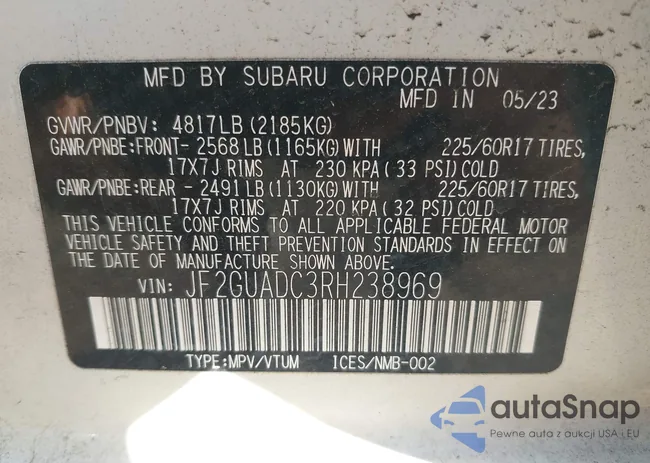 MFD BY SUBARU CORPORATION
MFD IN 05/23
GVWR/PNBV: 4817LB (2185KG)
GAWR/PNBE:FRONT- 2568 LB (1165KG) WITH 225/60R17 TIRES,
17X7J RIMS AT 230 KPA (33 PSI) COLD
GAWR/PNBE:REAR - 2491 LB (1130KG) WITH 225/60R17 TIRES,
17X7J RIMS AT 220 KPA (32 PSI) COLD
THIS VEHICLE CONFORMS TO ALL APPLICABLE FEDERAL MOTOR
VEHICLE SAFETY AND THEFT PREVENTION STANDARDS IN EFFECT ON
THE DATE OF MANUFACTURE SHOWN ABOVE.
VIN: JF2GUADC3RH238969
TYPE:MPV/VTUM ICES/NMB-002
autaSnap
Pewne auta z aukcji USA i EU